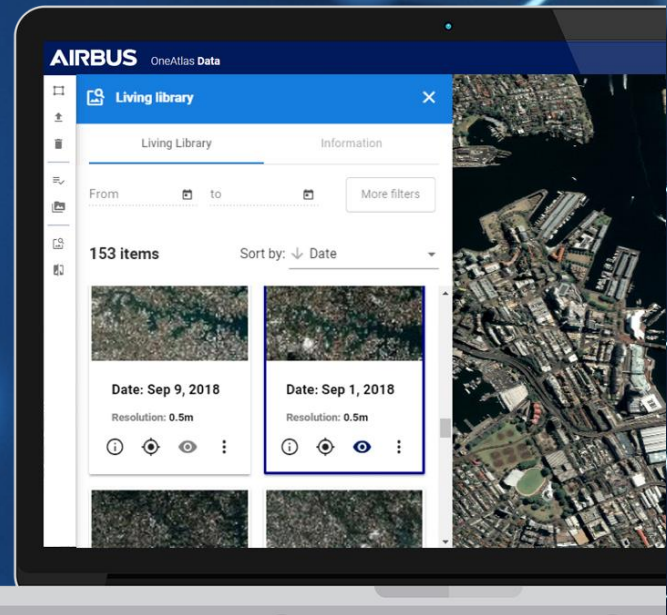 AIRBUS OneAtlas Data
Living library
Living Library Information
From to More filters
153 items Sort by: Date
Date: Sep 9, 2018 Date: Sep 1, 2018
Resolution: 0.5m Resolution: 0.5m